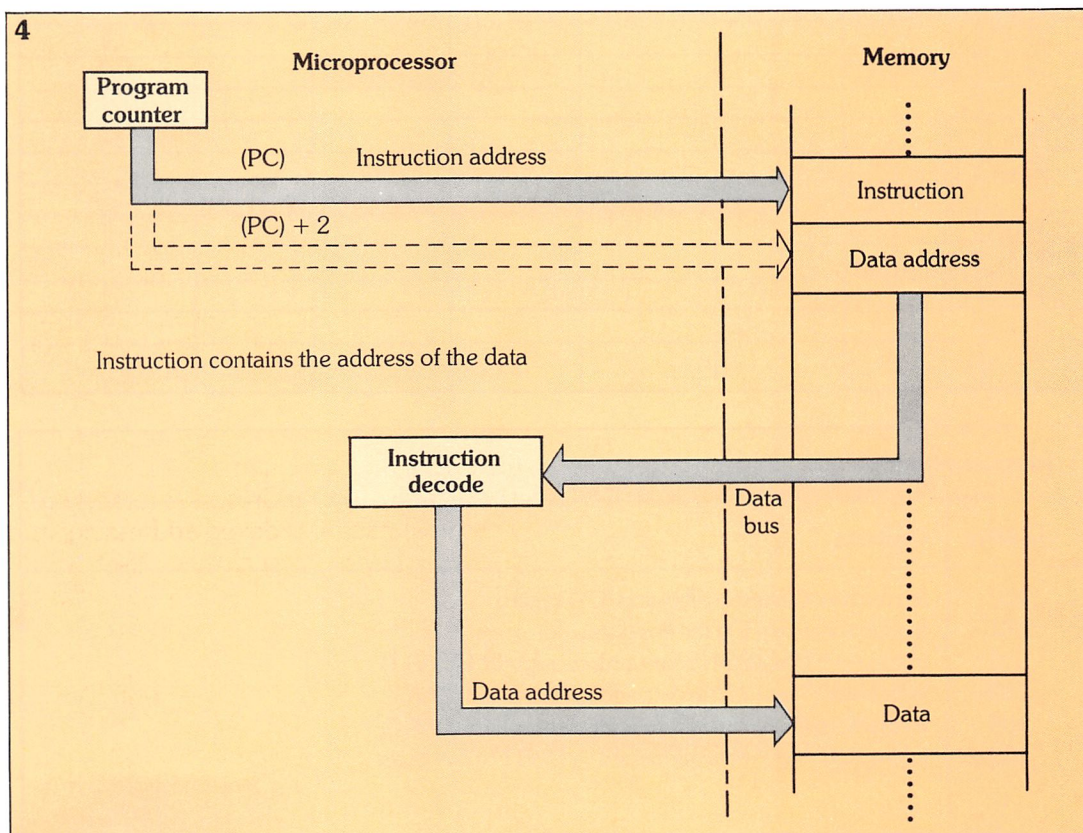 4
Microprocessor
Memory
Program
counter
(PC)
Instruction address
Instruction
(PC) + 2
Data address
Instruction contains the address of the data
Instruction
decode
Data
bus
Data address
Data